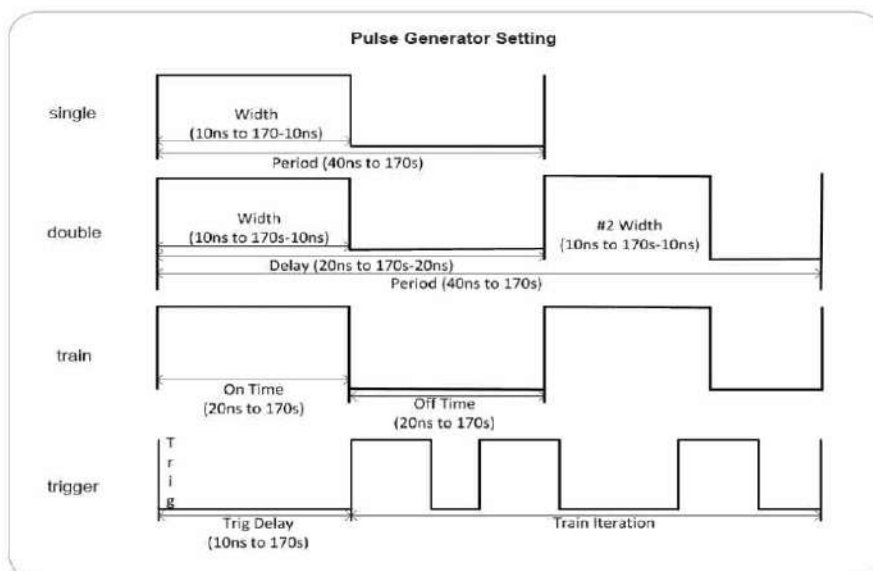 Pulse Generator Setting
single
Width
(10ns to 170-10ns)
Period (40ns to 170s)
double
Width
(10ns to 170s-10ns)
#2 Width
(10ns to 170s-10ns)
Delay (20ns to 170s-20ns)
Period (40ns to 170s)
train
On Time
(20ns to 170s)
Off Time
(20ns to 170s)
trigger
Trig
Trig Delay
(10ns to 170s)
Train Iteration